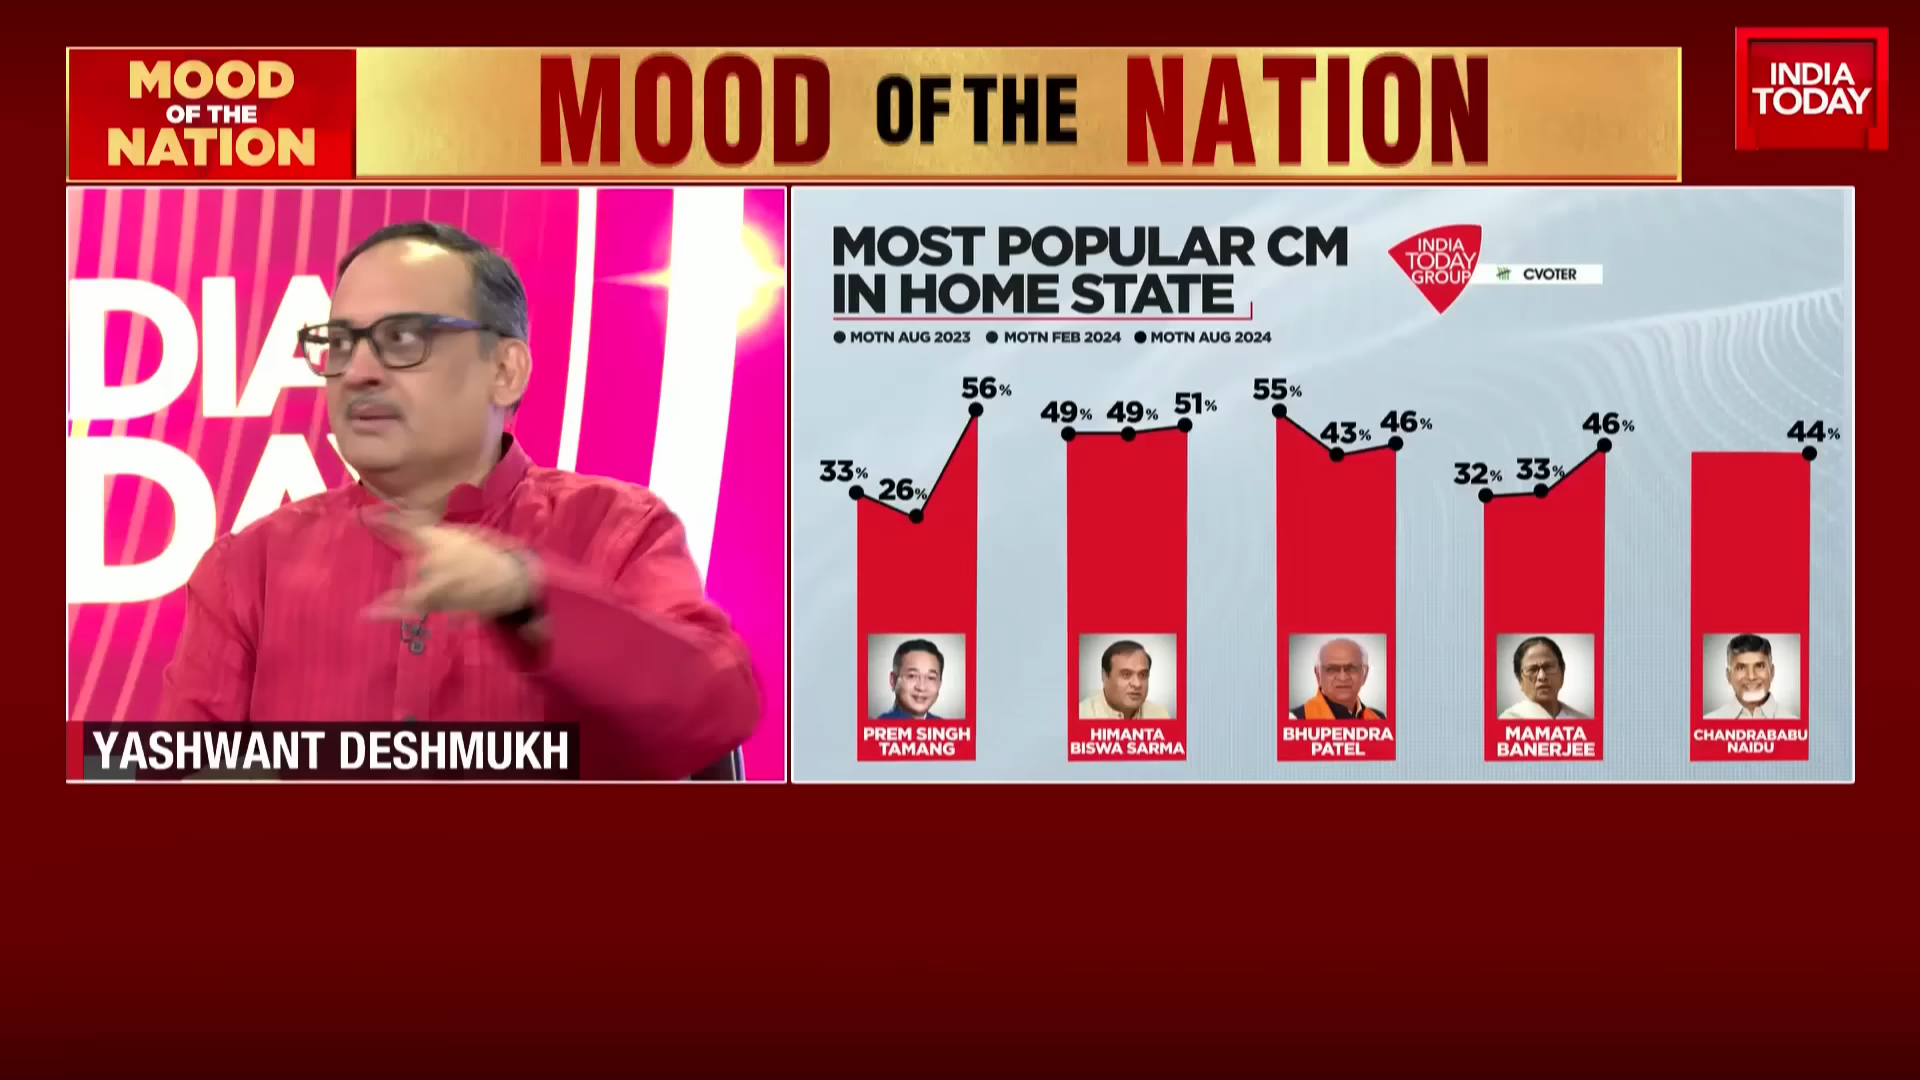 MOOD
OF THE
NATION
MOOD OF THE NATION
INDIA
TODAY
DIA
DA
YASHWANT DESHMUKH
MOST POPULAR CM
IN HOME STATE
INDIA
TODAY
GROUP
CVOTER
MOTN AUG 2023 MOTN FEB 2024 MOTN AUG 2024
33% 26% 56%
49% 49% 51%
55% 43% 46%
32% 33% 46%
44%
PREM SINGH
TAMANG
HIMANTA
BISWA SARMA
BHUPENDRA
PATEL
MAMATA
BANERJEE
CHANDRABABU
NAIDU